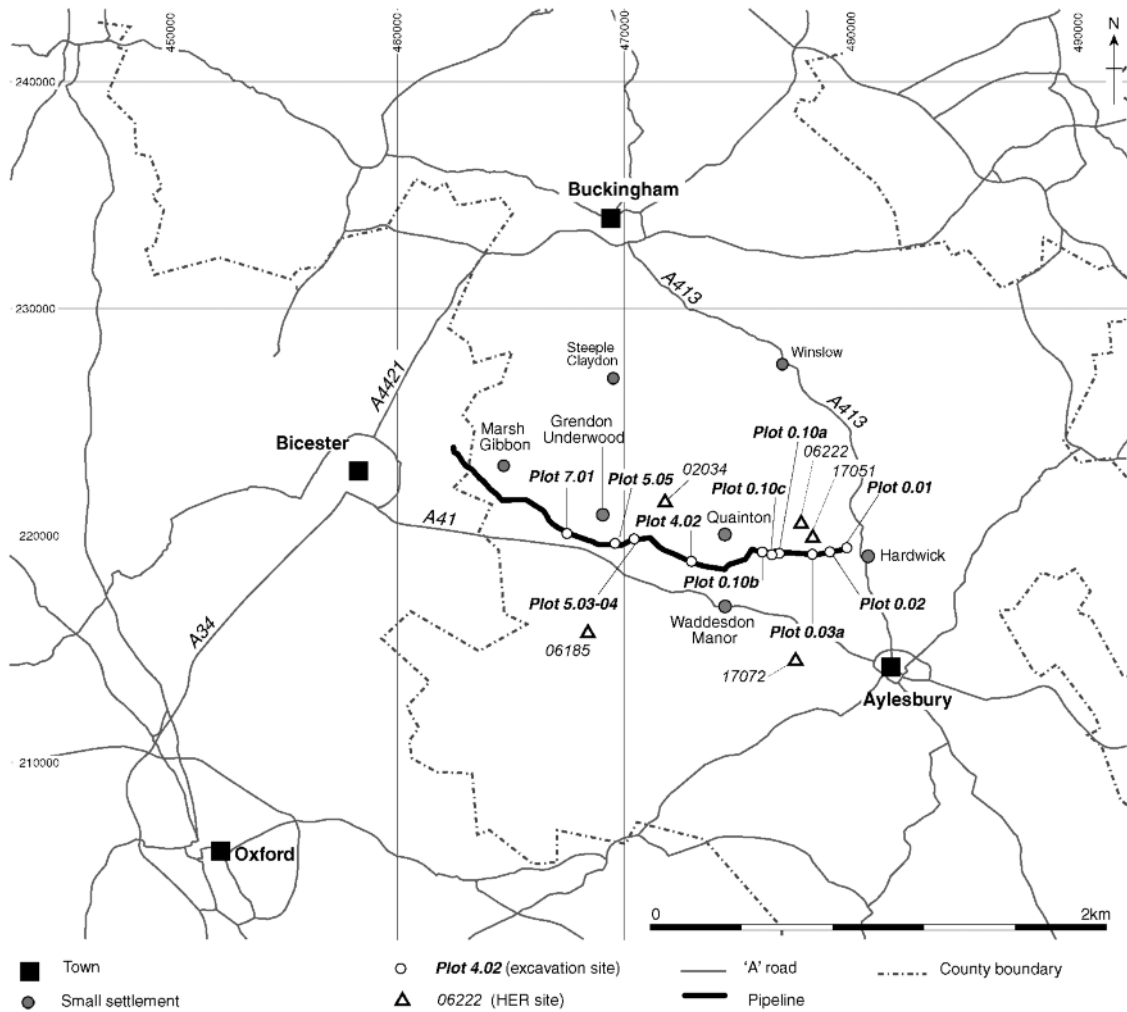 450000
460000
470000
480000
490000
N
240000
Buckingham
A413
230000
Steeple
Claydon
Winslow
A4421
A413
Grendon
Underwood
Plot 0.10a
Marsh
Gibbon
06222
Bicester
17051
Plot 7.01
Plot 5.05
02034
Plot 0.10c
Plot 0.01
A41
Plot 4.02
Quainton
220000
Hardwick
Plot 0.10b
Plot 5.03-04
Plot 0.02
Waddesdon
Manor
Plot 0.03a
A34
06185
17072
Aylesbury
210000
Oxford
0
2km
Town
Plot 4.02 (excavation site)
'A' road
County boundary
Small settlement
06222 (HER site)
Pipeline